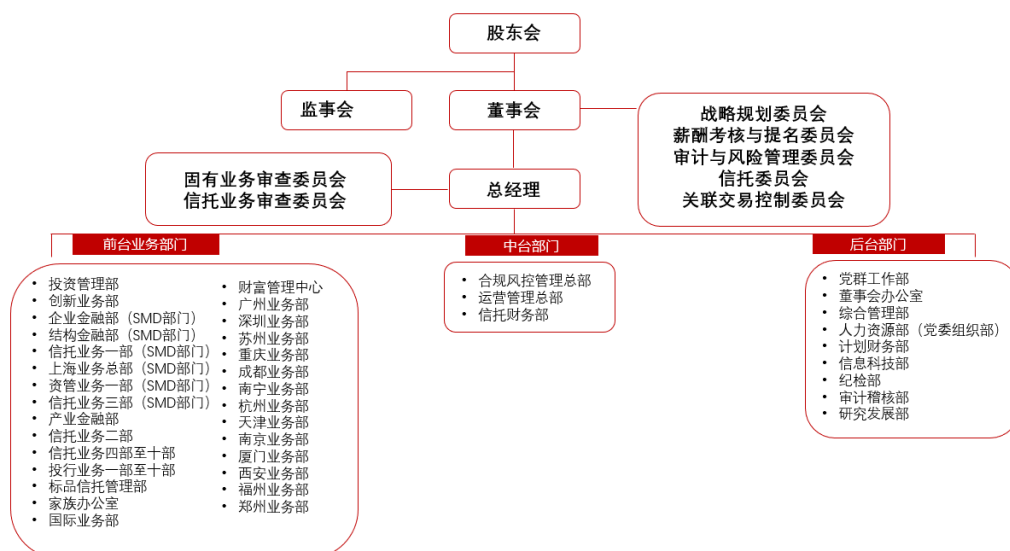 股东会
监事会
董事会
战略规划委员会
薪酬考核与提名委员会
审计与风险管理委员会
信托委员会
关联交易控制委员会
固有业务审查委员会
信托业务审查委员会
总经理
前台业务部门
中台部门
后台部门
• 投资管理部
• 创新业务部
• 企业金融部（SMD部门）
• 结构金融部（SMD部门）
• 信托业务一部（SMD部门）
• 上海业务总部（SMD部门）
• 资管业务一部（SMD部门）
• 信托业务三部（SMD部门）
• 产业金融部
• 信托业务二部
• 信托业务四部至十部
• 投行业务一部至十部
• 标品信托管理部
• 家族办公室
• 国际业务部
• 财富管理中心
• 广州业务部
• 深圳业务部
• 苏州业务部
• 重庆业务部
• 成都业务部
• 南宁业务部
• 杭州业务部
• 天津业务部
• 南京业务部
• 厦门业务部
• 西安业务部
• 福州业务部
• 郑州业务部
• 合规风控管理总部
• 运营管理总部
• 信托财务部
• 党群工作部
• 董事会办公室
• 综合管理部
• 人力资源部（党委组织部）
• 计划财务部
• 信息科技部
• 纪检部
• 审计稽核部
• 研究发展部